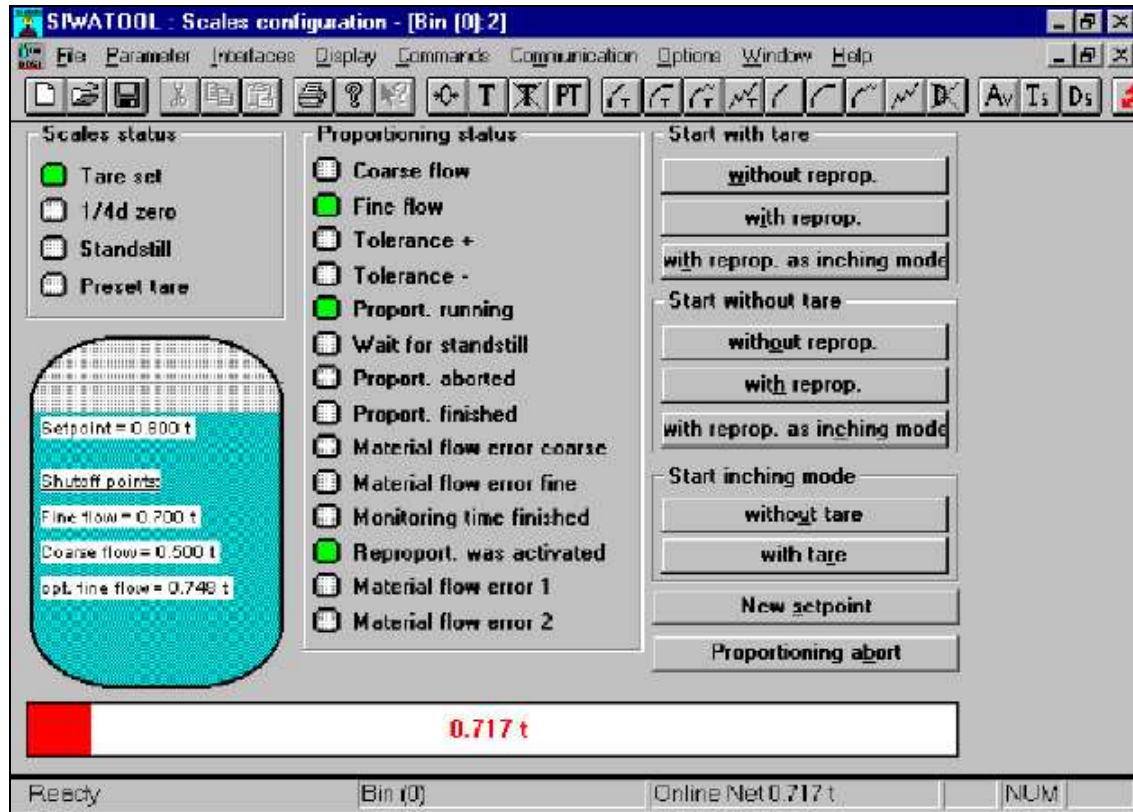 SIWATOOL : Scales configuration - [Bin (0):2]
File Parameter Interfaces Display Commands Communication Options Window Help
T T PT Av Ts Ds
Scales status
Tare set
1/4d zero
Standstill
Preset tare
Setpoint = 0.800 t
Shutoff points:
Fine flow = 0.700 t
Coarse flow = 0.500 t
opt. fine flow = 0.748 t
Proportioning status
Coarse flow
Fine flow
Tolerance +
Tolerance -
Proport. running
Wait for standstill
Proport. aborted
Proport. finished
Material flow error coarse
Material flow error fine
Monitoring time finished
Reproport. was activated
Material flow error 1
Material flow error 2
Start with tare
without reprop.
with reprop.
with reprop. as inching mode
Start without tare
without reprop.
with reprop.
with reprop. as inching mode
Start inching mode
without tare
with tare
New setpoint
Proportioning abort
0.717 t
Ready Bin (0) Online Net 0.717 t NUM